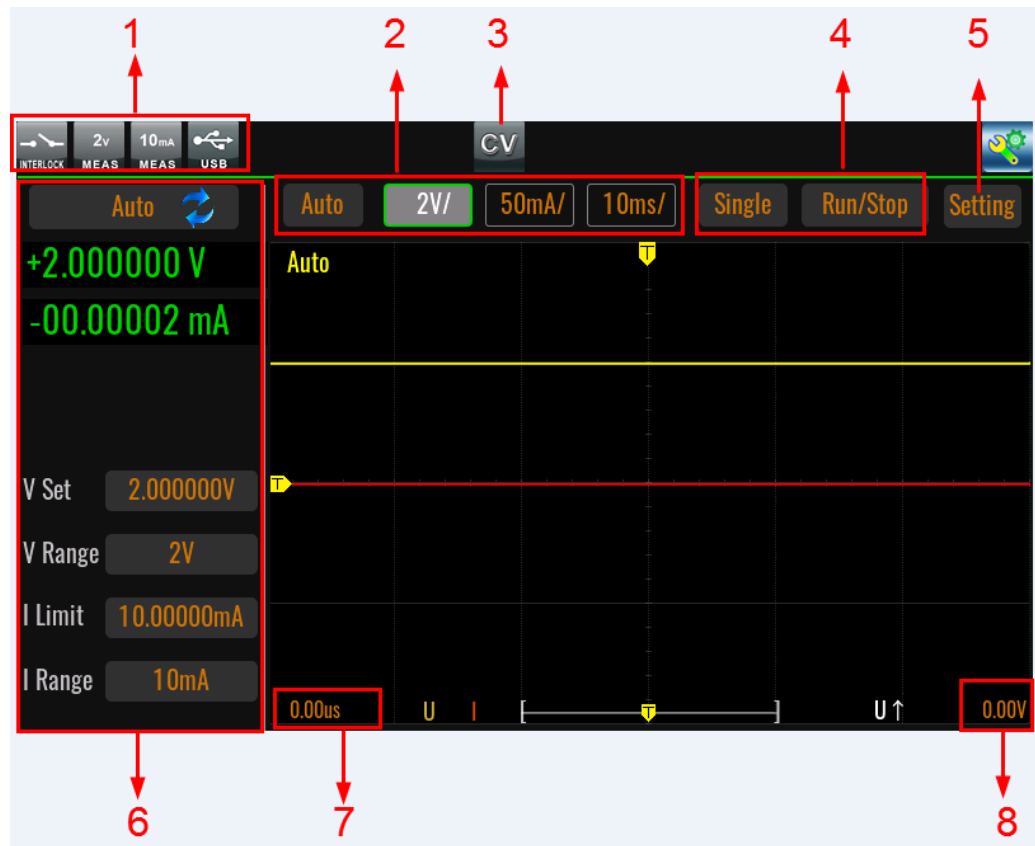 1 2 3 4 5
2V 10mA CV
INTERLOCK MEAS MEAS USB
Auto Auto 2V/ 50mA/ 10ms/ Single Run/Stop Setting
+2.000000 V
Auto T
-00.00002 mA
V Set 2.000000V
T
V Range 2V
I Limit 10.00000mA
I Range 10mA
0.00us U I [ T ] U↑ 0.00V
6 7 8